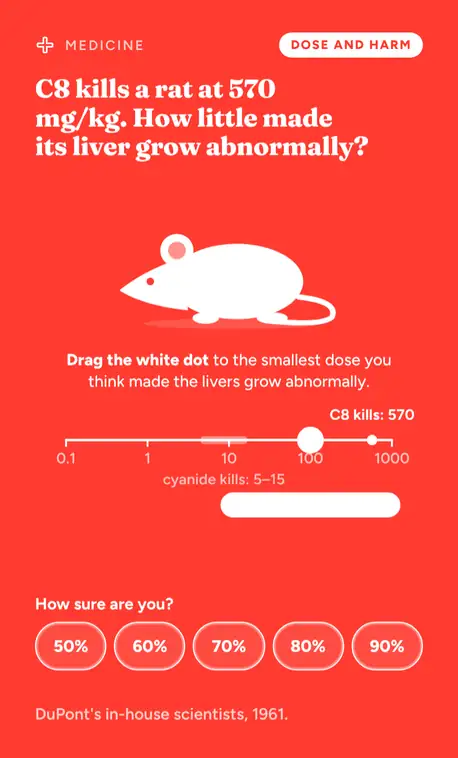 MEDICINE
DOSE AND HARM
C8 kills a rat at 570
mg/kg. How little made
its liver grow abnormally?
Drag the white dot to the smallest dose you
think made the livers grow abnormally.
C8 kills: 570
0.1 1 10 100 1000
cyanide kills: 5–15
How sure are you?
50% 60% 70% 80% 90%
DuPont's in-house scientists, 1961.